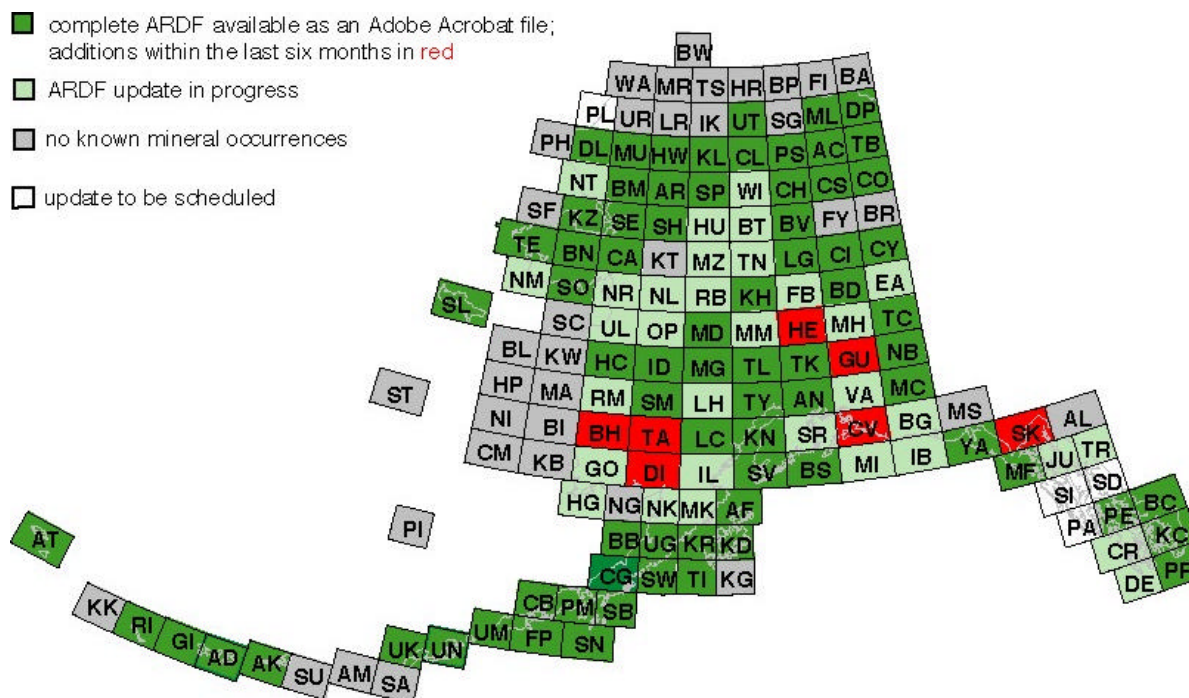 complete ARDF available as an Adobe Acrobat file;
additions within the last six months in red
ARDF update in progress
no known mineral occurrences
update to be scheduled
BW
WA MR TS HR BP FI BA
PL UR LR IK UT SG ML DP
PH DL MU HW KL CL PS AC TB
NT BM AR SP WI CH CS CO
SF KZ SE SH HU BT BV FY BR
TE BN CA KT MZ TN LG CI CY
NM SO NR NL RB KH FB BD EA
SL SC UL OP MD MM HE MH TC
BL KW HC ID MG TL TK GU NB
ST HP MA RM SM LH TY AN VA MC
NI BI BH TA LC KN SR CV BG MS SK AL
CM KB GO DI IL SV BS MI IB YA MF JU TR
HG NG NK MK AF SI SD
AT PI BB UG KR KD PA PE BC
CG SW TI KG CR KC
KK CB PM SB DE PR
RI GI AD AK SU AM SA UK UN UM FP SN